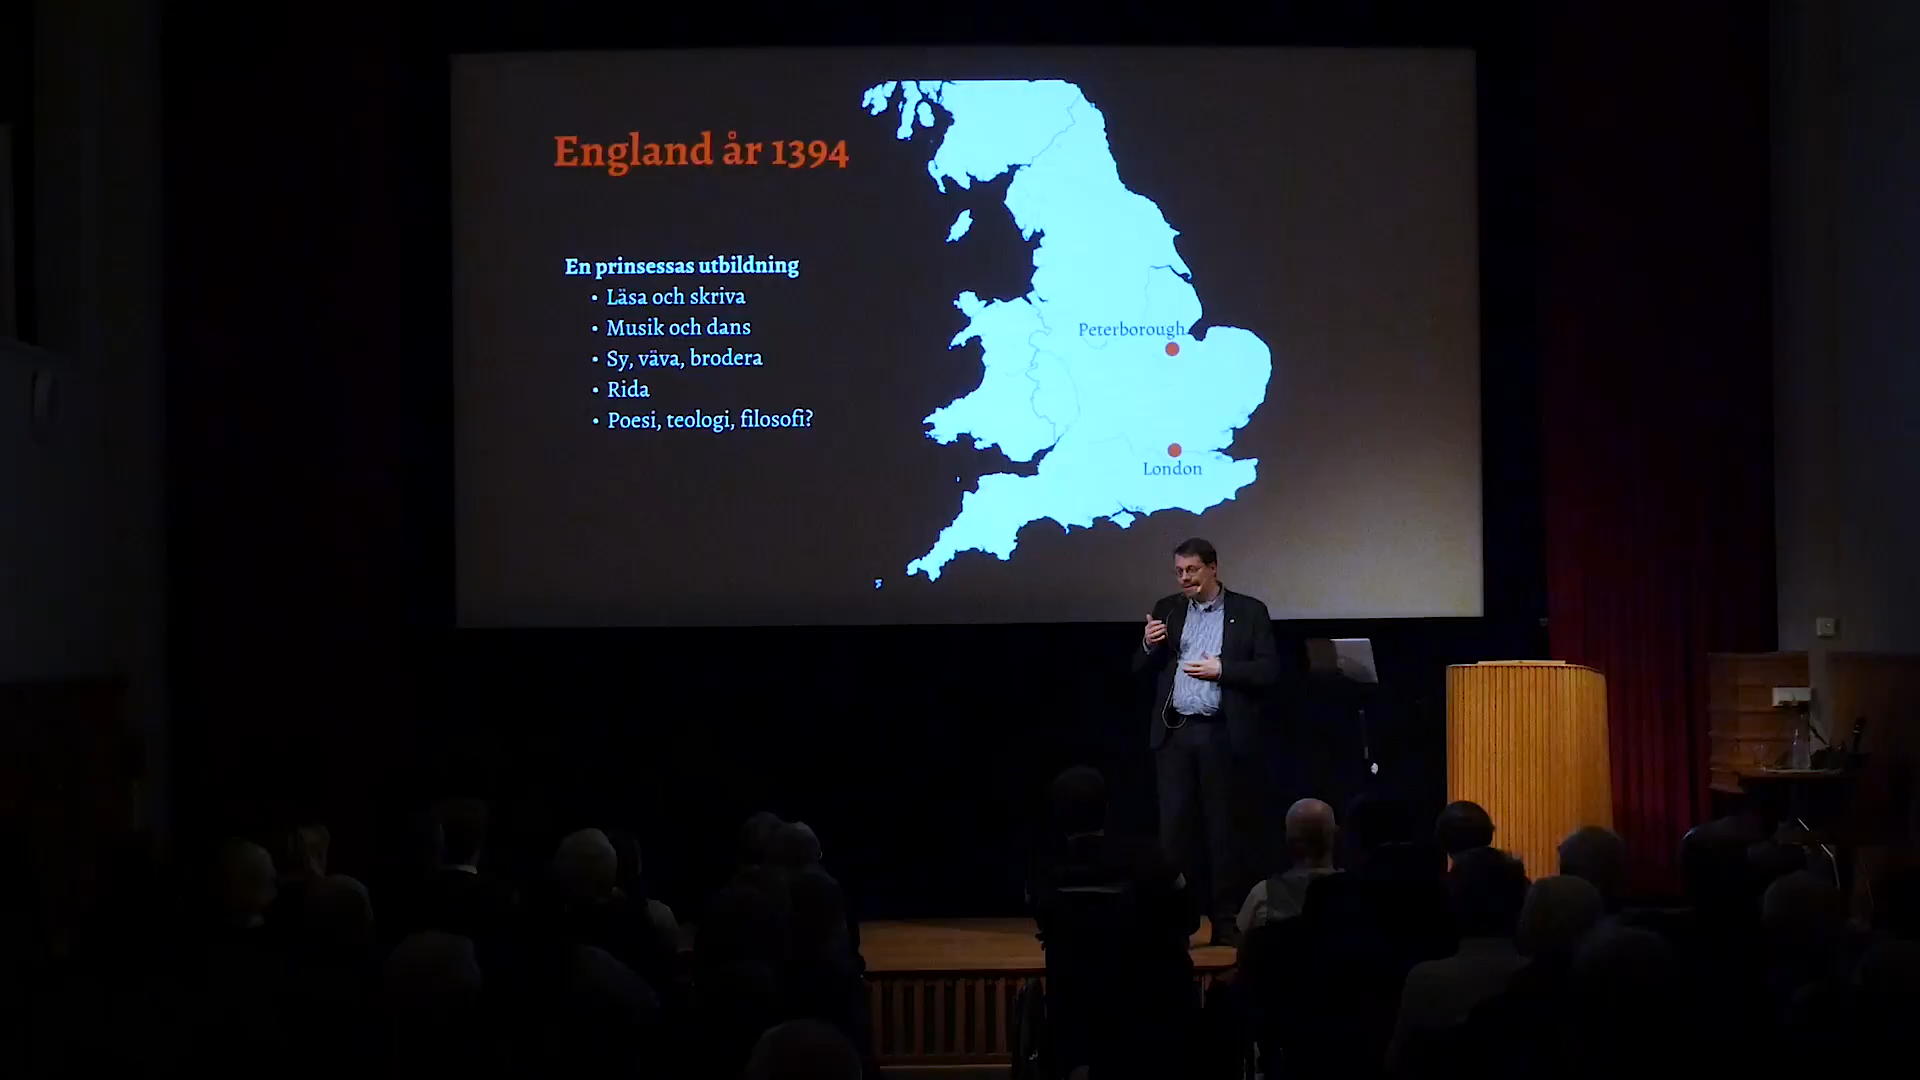 England år 1394
En prinsessas utbildning
• Läsa och skriva
• Musik och dans
• Sy, väva, brodera
• Rida
• Poesi, teologi, filosofi?
Peterborough
London